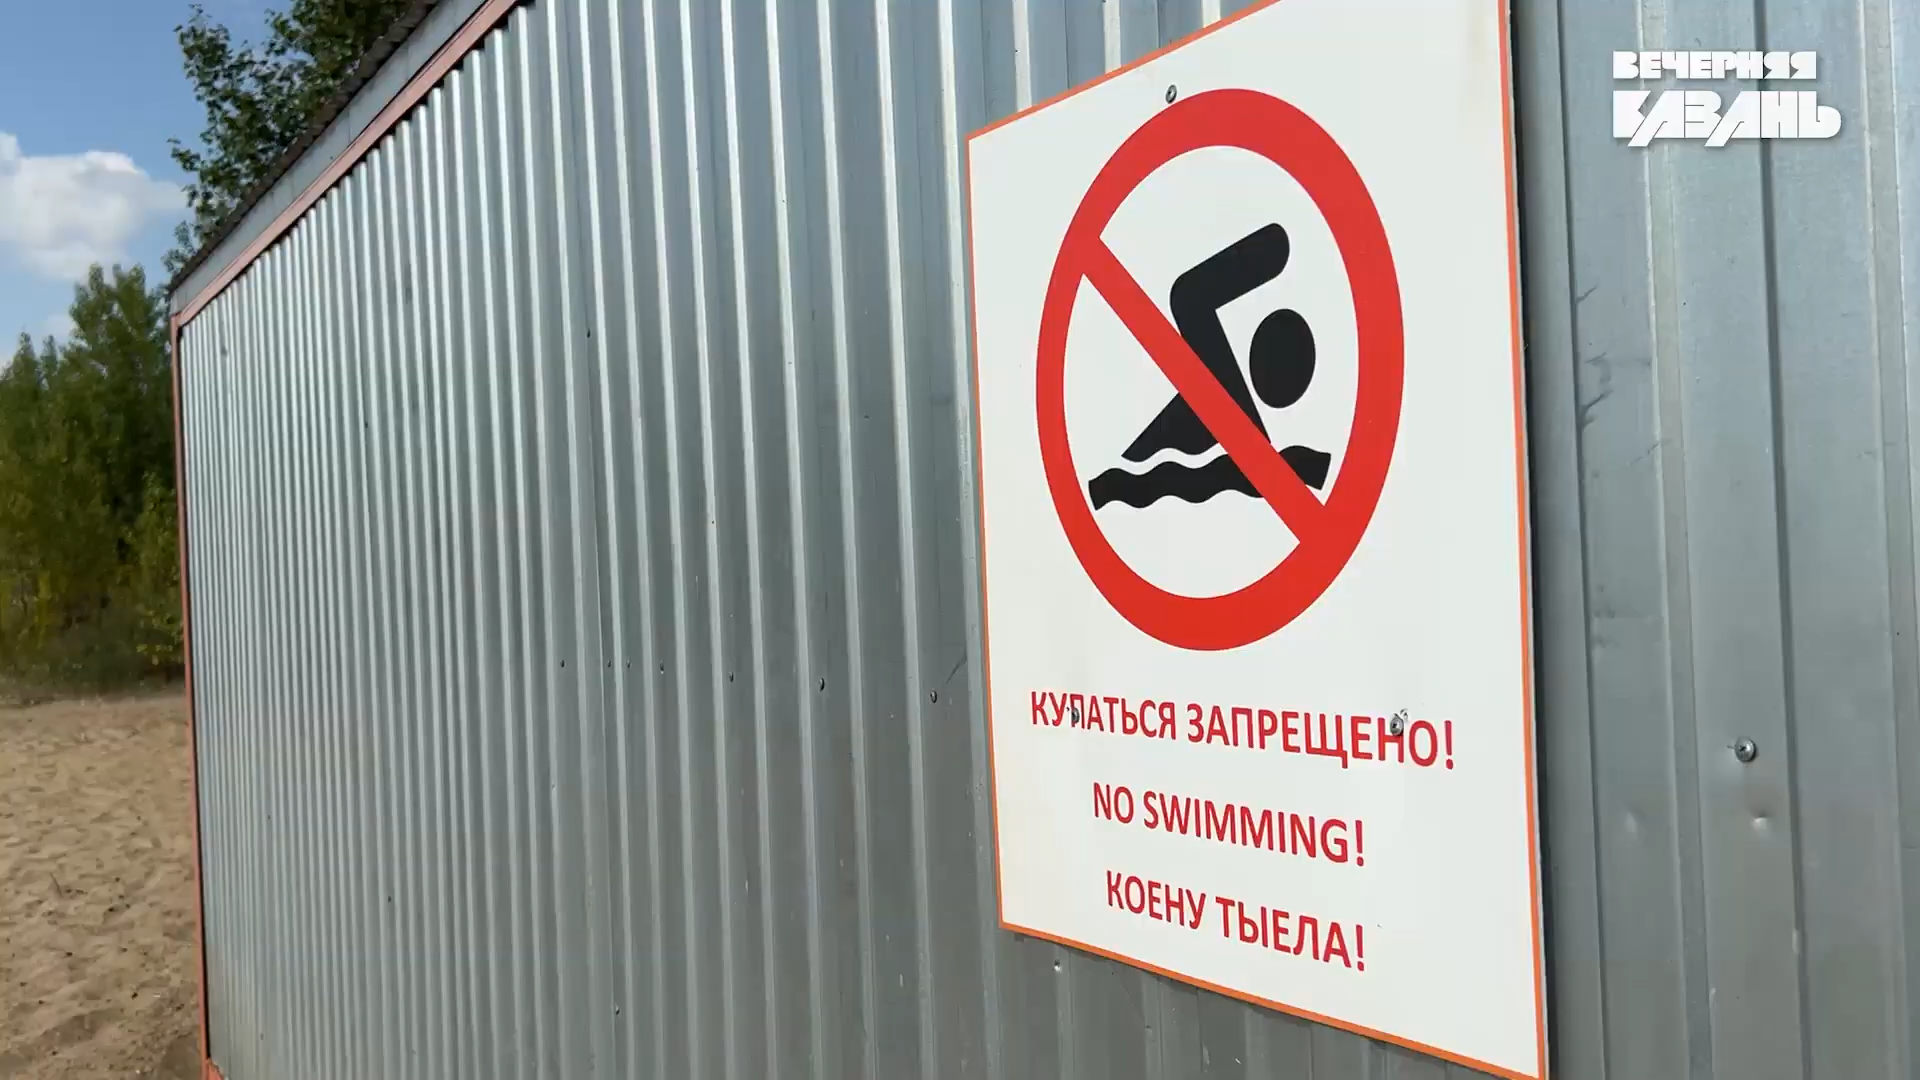 ВЕЧЕРНЯЯ
КАЗАНЬ
КУПАТЬСЯ ЗАПРЕЩЕНО!
NO SWIMMING!
КОЕНУ ТЫЕЛА!